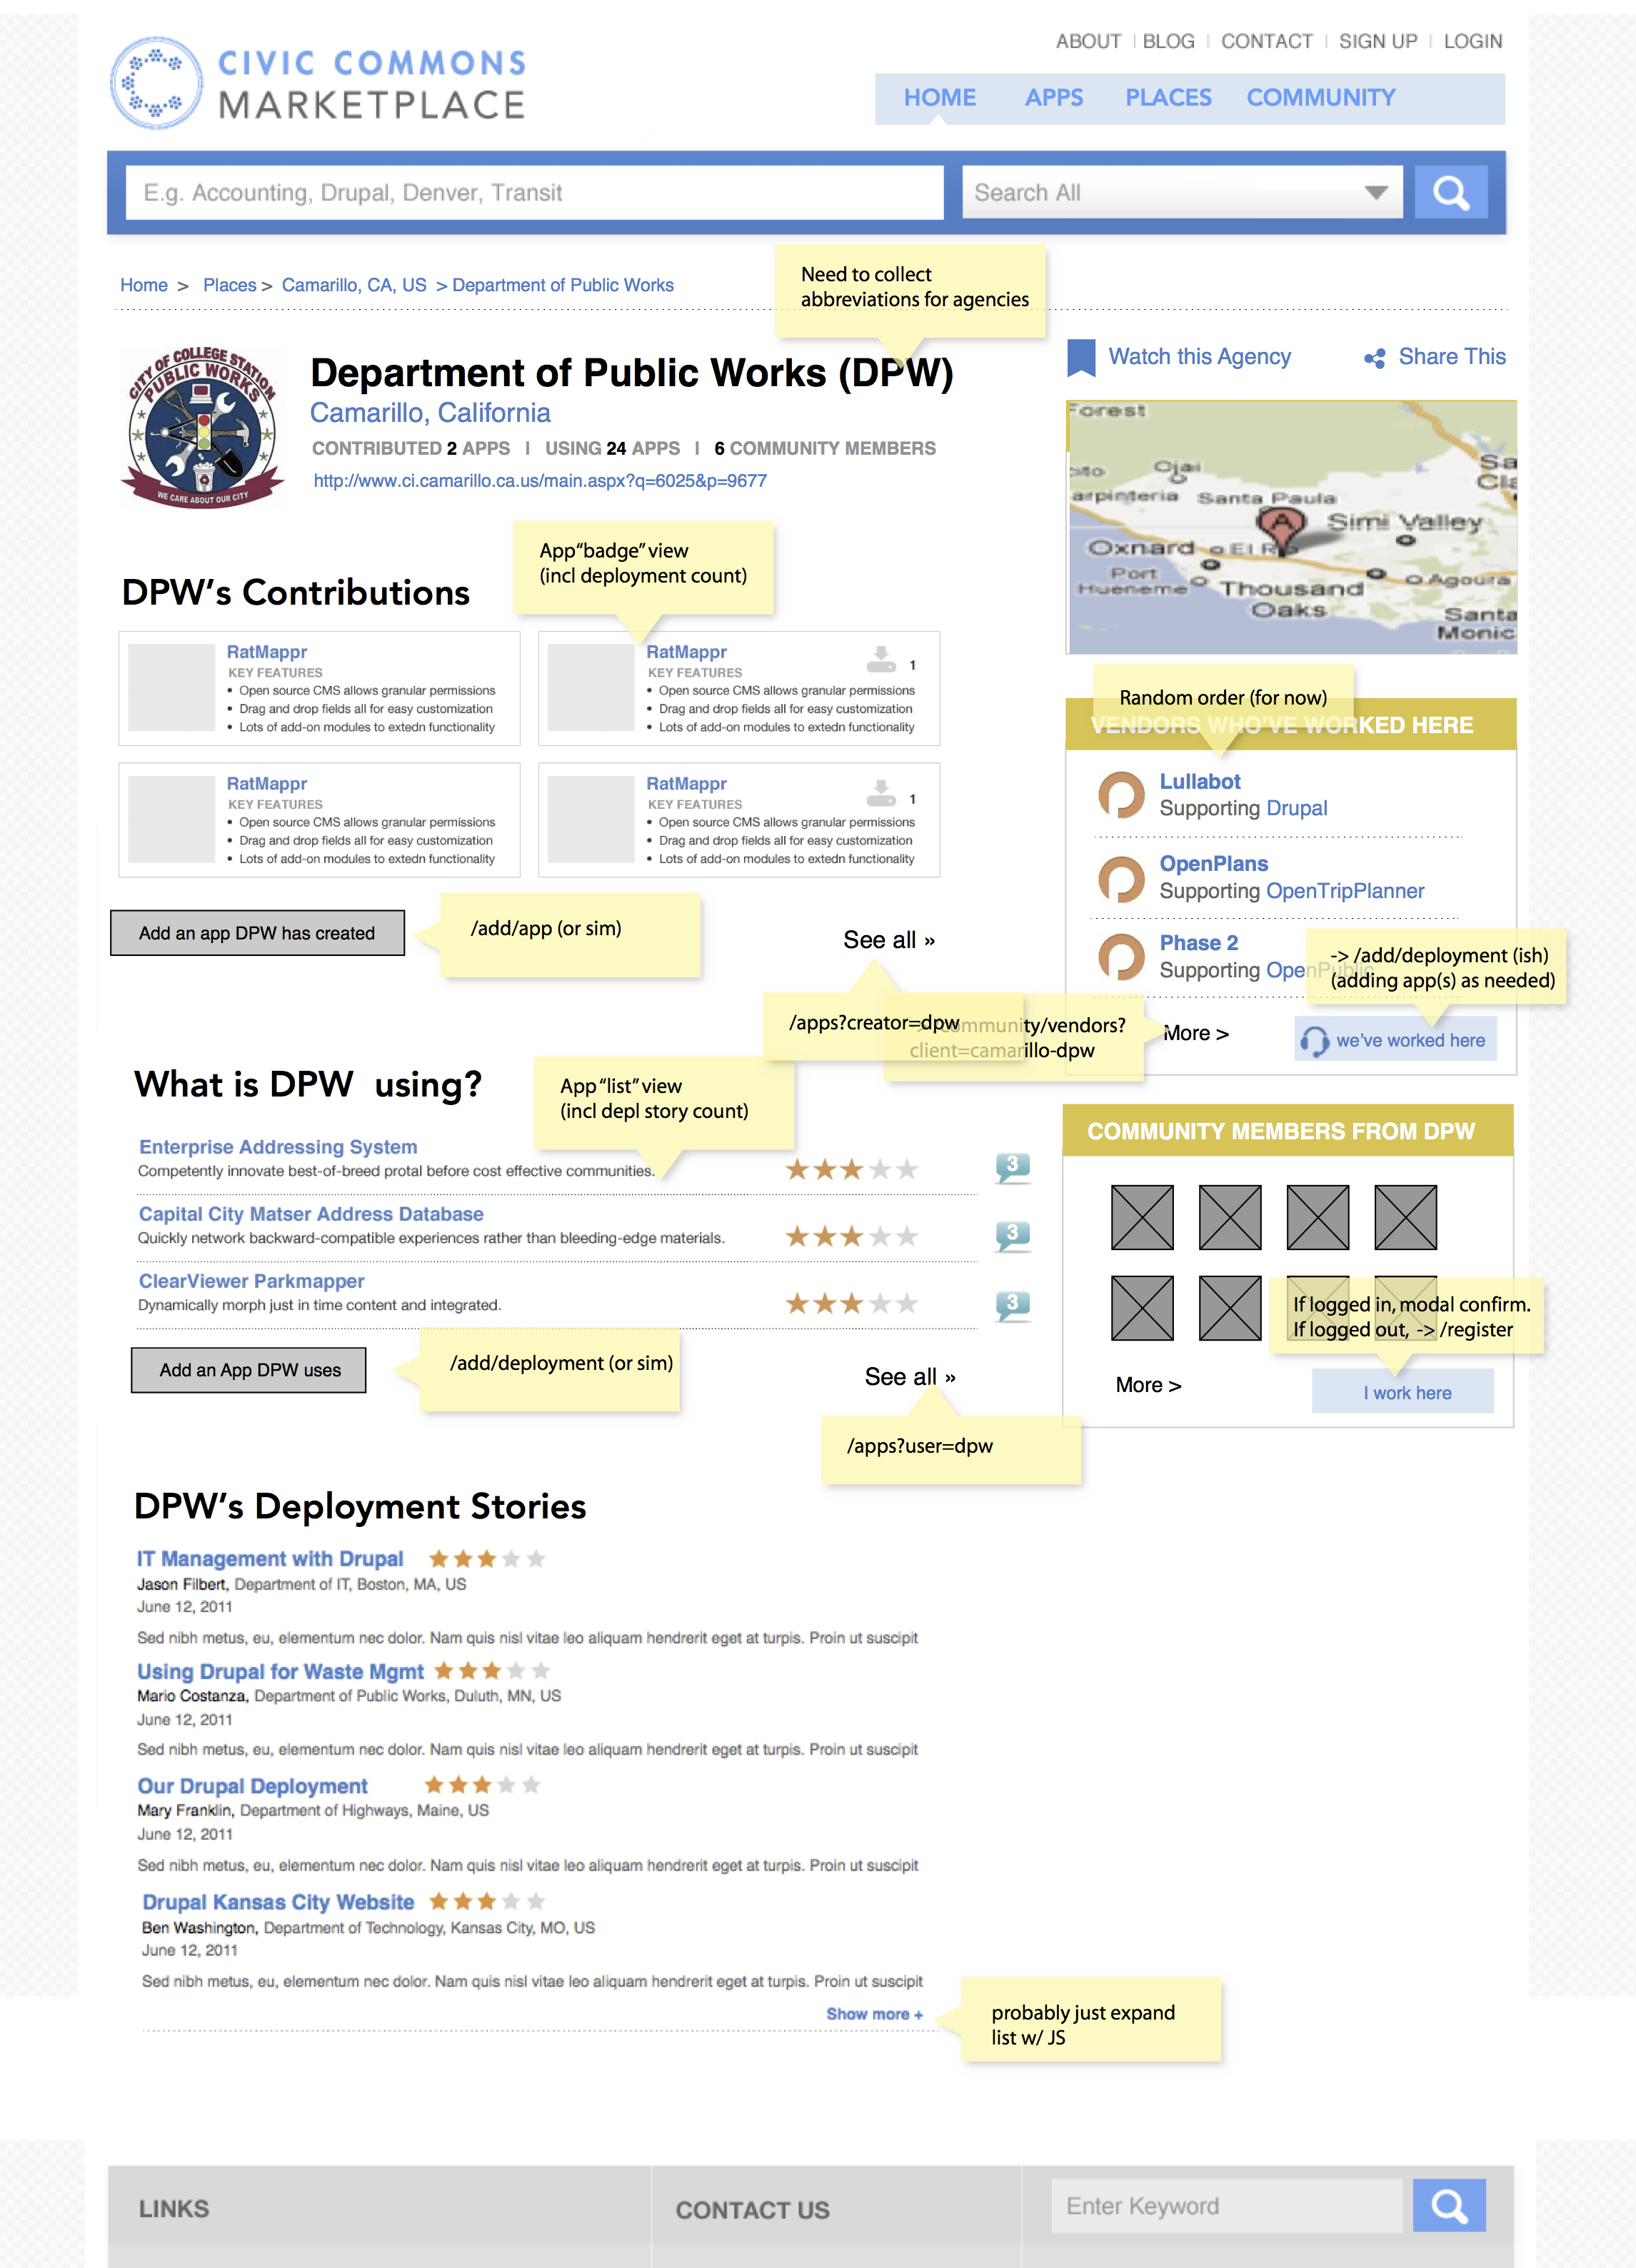 CIVIC COMMONS
MARKETPLACE
ABOUT | BLOG | CONTACT | SIGN UP | LOGIN
HOME APPS PLACES COMMUNITY
E.g. Accounting, Drupal, Denver, Transit
Search All
Home > Places > Camarillo, CA, US > Department of Public Works
Need to collect
abbreviations for agencies
CITY OF COLLEGE STATION
PUBLIC WORKS
WE CARE ABOUT OUR CITY
Department of Public Works (DPW)
Camarillo, California
CONTRIBUTED 2 APPS | USING 24 APPS | 6 COMMUNITY MEMBERS
http://www.ci.camarillo.ca.us/main.aspx?q=6025&p=9677
Watch this Agency
Share This
Forest
Ojai
arpinteria
Santa Paula
Simi Valley
Oxnard
El R
Port
Hueneme
Thousand
Oaks
Agoura
Santa
Monic
App "badge" view
(incl deployment count)
DPW's Contributions
RatMappr
KEY FEATURES
• Open source CMS allows granular permissions
• Drag and drop fields all for easy customization
• Lots of add-on modules to extedn functionality
RatMappr
1
KEY FEATURES
• Open source CMS allows granular permissions
• Drag and drop fields all for easy customization
• Lots of add-on modules to extedn functionality
RatMappr
KEY FEATURES
• Open source CMS allows granular permissions
• Drag and drop fields all for easy customization
• Lots of add-on modules to extedn functionality
RatMappr
1
KEY FEATURES
• Open source CMS allows granular permissions
• Drag and drop fields all for easy customization
• Lots of add-on modules to extedn functionality
Add an app DPW has created
/add/app (or sim)
See all »
/apps?creator=dpw
Random order (for now)
VENDORS WHO'VE WORKED HERE
Lullabot
Supporting Drupal
OpenPlans
Supporting OpenTripPlanner
Phase 2
Supporting OpenPublic
-> /add/deployment (ish)
(adding app(s) as needed)
community/vendors?
client=camarillo-dpw
More >
we've worked here
What is DPW using?
App "list" view
(incl depl story count)
Enterprise Addressing System
Competently innovate best-of-breed protal before cost effective communities.
3
Capital City Matser Address Database
Quickly network backward-compatible experiences rather than bleeding-edge materials.
3
ClearViewer Parkmapper
Dynamically morph just in time content and integrated.
3
Add an App DPW uses
/add/deployment (or sim)
See all »
/apps?user=dpw
COMMUNITY MEMBERS FROM DPW
If logged in, modal confirm.
If logged out, -> /register
More >
I work here
DPW's Deployment Stories
IT Management with Drupal
Jason Filbert, Department of IT, Boston, MA, US
June 12, 2011
Sed nibh metus, eu, elementum nec dolor. Nam quis nisl vitae leo aliquam hendrerit eget at turpis. Proin ut suscipit
Using Drupal for Waste Mgmt
Mario Costanza, Department of Public Works, Duluth, MN, US
June 12, 2011
Sed nibh metus, eu, elementum nec dolor. Nam quis nisl vitae leo aliquam hendrerit eget at turpis. Proin ut suscipit
Our Drupal Deployment
Mary Franklin, Department of Highways, Maine, US
June 12, 2011
Sed nibh metus, eu, elementum nec dolor. Nam quis nisl vitae leo aliquam hendrerit eget at turpis. Proin ut suscipit
Drupal Kansas City Website
Ben Washington, Department of Technology, Kansas City, MO, US
June 12, 2011
Sed nibh metus, eu, elementum nec dolor. Nam quis nisl vitae leo aliquam hendrerit eget at turpis. Proin ut suscipit
Show more +
probably just expand
list w/ JS
LINKS
CONTACT US
Enter Keyword